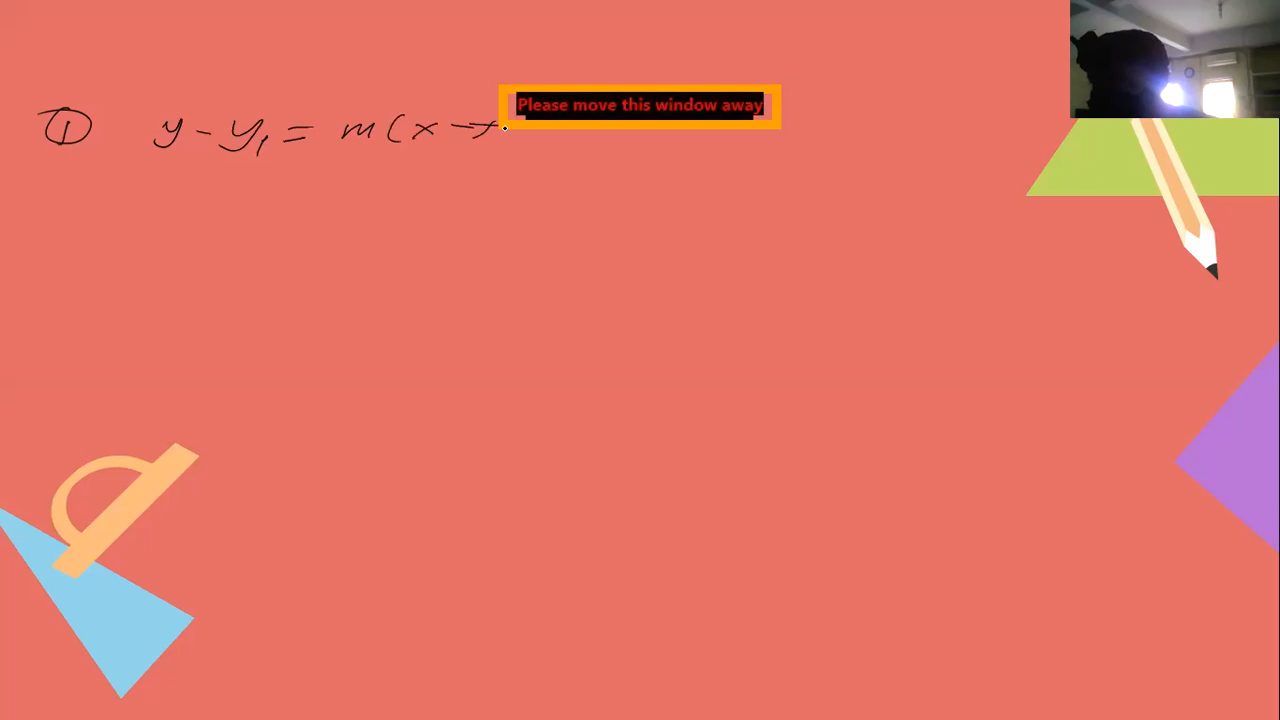 Please move this window away
① y - y₁ = m(x -